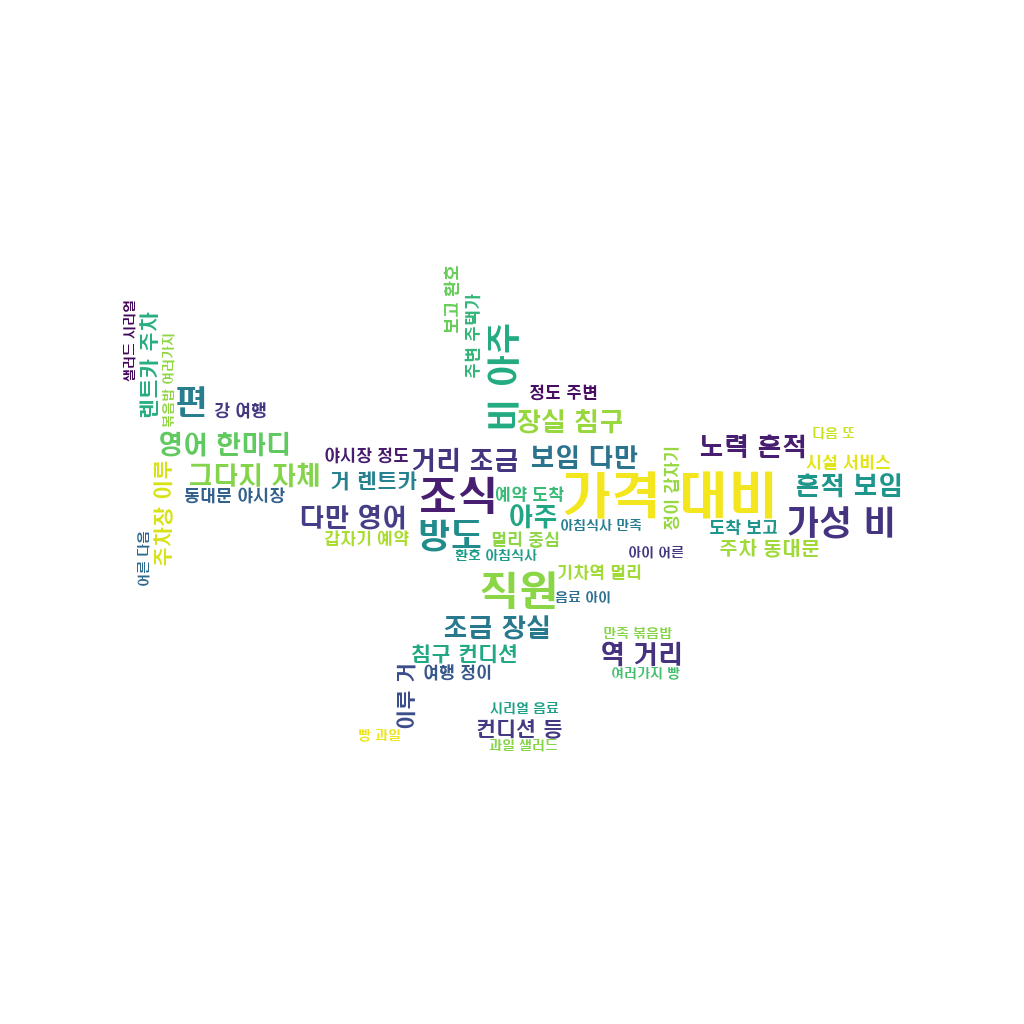 보고 환호
주변 주택가
샐러드 시리얼
렌트카 주차
볶음밥 여러가지
비 아주
편
강 여행
정도 주변
장실 침구
영어 한마디
야시장 정도
거리 조금
보임 다만
노력 흔적
다음 또
시설 서비스
그다지 자체
거 렌트카
조식
가격 대비
정이 갑자기
흔적 보임
주차장 이루
동대문 야시장
예약 도착
다만 영어
아주
방도
아침식사 만족
도착 보고
가성 비
갑자기 예약
멀리 중심
환호 아침식사
아이 어른
주차 동대문
어른 다음
기차역 멀리
직원
음료 아이
조금 장실
만족 볶음밥
역 거리
침구 컨디션
여행 정이
여러가지 빵
이루 거
시리얼 음료
컨디션 등
빵 과일
과일 샐러드